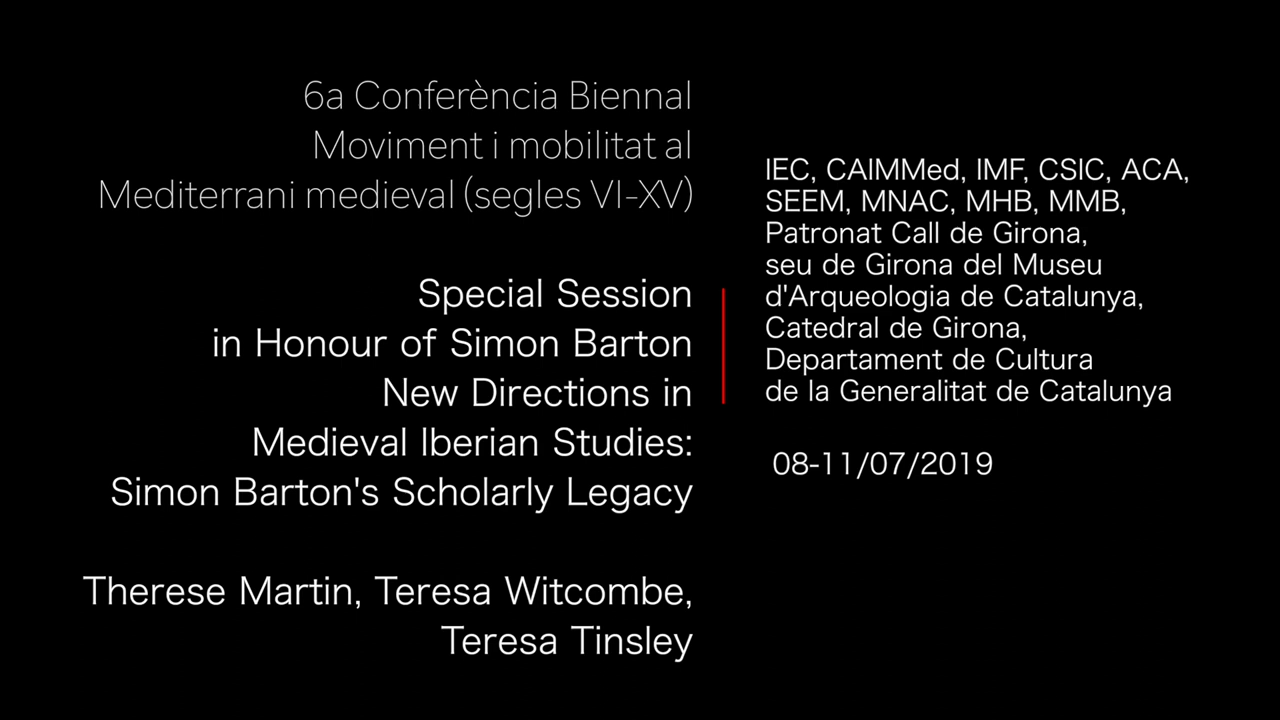 6a Conferència Biennal
Moviment i mobilitat al
Mediterrani medieval (segles VI-XV)
Special Session
in Honour of Simon Barton
New Directions in
Medieval Iberian Studies:
Simon Barton's Scholarly Legacy
Therese Martin, Teresa Witcombe,
Teresa Tinsley
IEC, CAIMMed, IMF, CSIC, ACA,
SEEM, MNAC, MHB, MMB,
Patronat Call de Girona,
seu de Girona del Museu
d'Arqueologia de Catalunya,
Catedral de Girona,
Departament de Cultura
de la Generalitat de Catalunya
08-11/07/2019